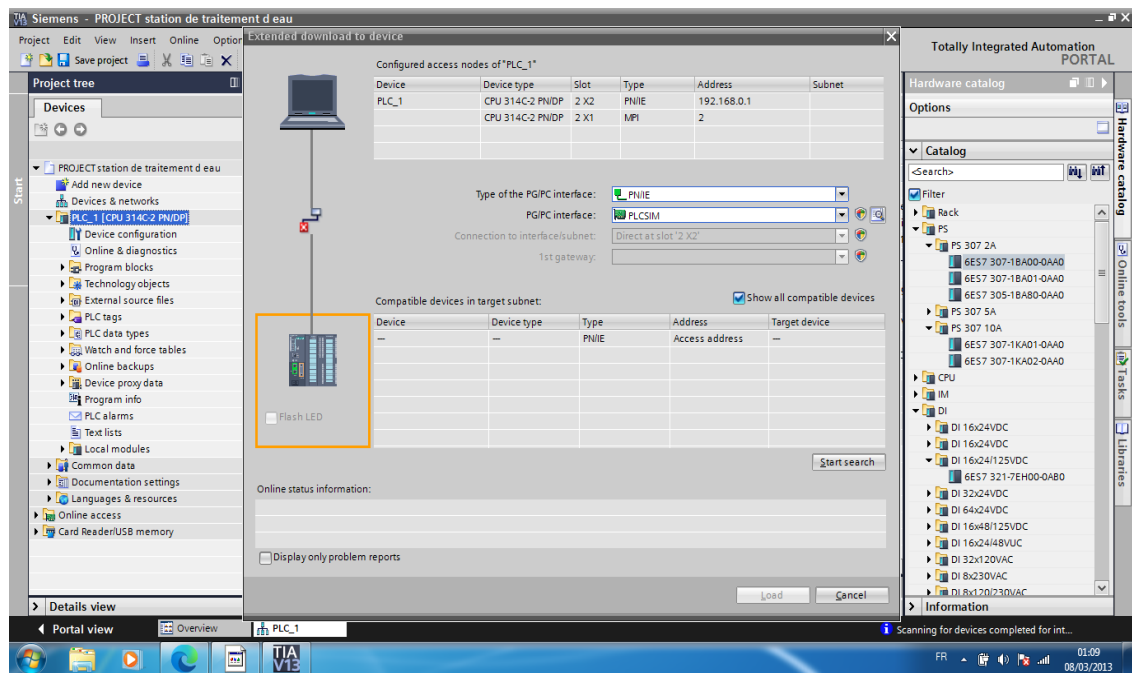 Siemens - PROJECT station de traitement d eau
Project Edit View Insert Online Option
Save project
Totally Integrated Automation
PORTAL
Start
Project tree
Devices
PROJECT station de traitement d eau
Add new device
Devices & networks
PLC_1 [CPU 314C-2 PN/DP]
Device configuration
Online & diagnostics
Program blocks
Technology objects
External source files
PLC tags
PLC data types
Watch and force tables
Online backups
Device proxy data
Program info
PLC alarms
Text lists
Local modules
Common data
Documentation settings
Languages & resources
Online access
Card Reader/USB memory
Details view
Extended download to device
Configured access nodes of "PLC_1"
Device Device type Slot Type Address Subnet
PLC_1 CPU 314C-2 PN/DP 2 X2 PN/IE 192.168.0.1
CPU 314C-2 PN/DP 2 X1 MPI 2
Type of the PG/PC interface: PN/IE
PG/PC interface: PLCSIM
Connection to interface/subnet: Direct at slot '2 X2'
1st gateway:
Compatible devices in target subnet: Show all compatible devices
Device Device type Type Address Target device
— — PN/IE Access address —
Flash LED
Start search
Online status information:
Display only problem reports
Load Cancel
Hardware catalog
Options
Catalog
<Search>
Filter
Rack
PS
PS 307 2A
6ES7 307-1BA00-0AA0
6ES7 307-1BA01-0AA0
6ES7 305-1BA80-0AA0
PS 307 5A
PS 307 10A
6ES7 307-1KA01-0AA0
6ES7 307-1KA02-0AA0
CPU
IM
DI
DI 16x24VDC
DI 16x24VDC
DI 16x24/125VDC
6ES7 321-7EH00-0AB0
DI 32x24VDC
DI 64x24VDC
DI 16x48/125VDC
DI 16x24/48VUC
DI 32x120VAC
DI 8x230VAC
DI 8x120/230VAC
Information
Hardware catalog
Online tools
Tasks
Libraries
Portal view Overview PLC_1
Scanning for devices completed for int...
TIA
V13
FR
01:09
08/03/2013